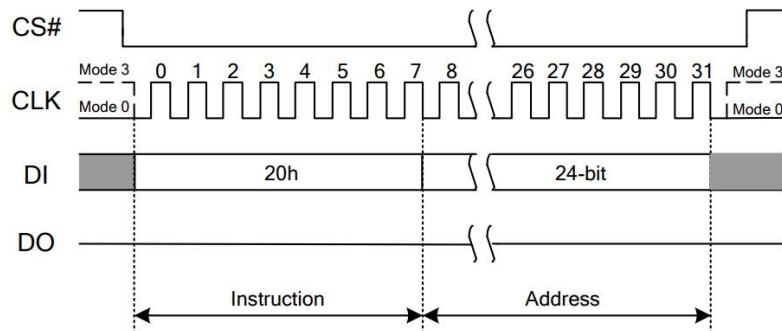 CS#
Mode 3 0 1 2 3 4 5 6 7 8 26 27 28 29 30 31 Mode 3
CLK
Mode 0 Mode 0
DI 20h 24-bit
DO
Instruction Address